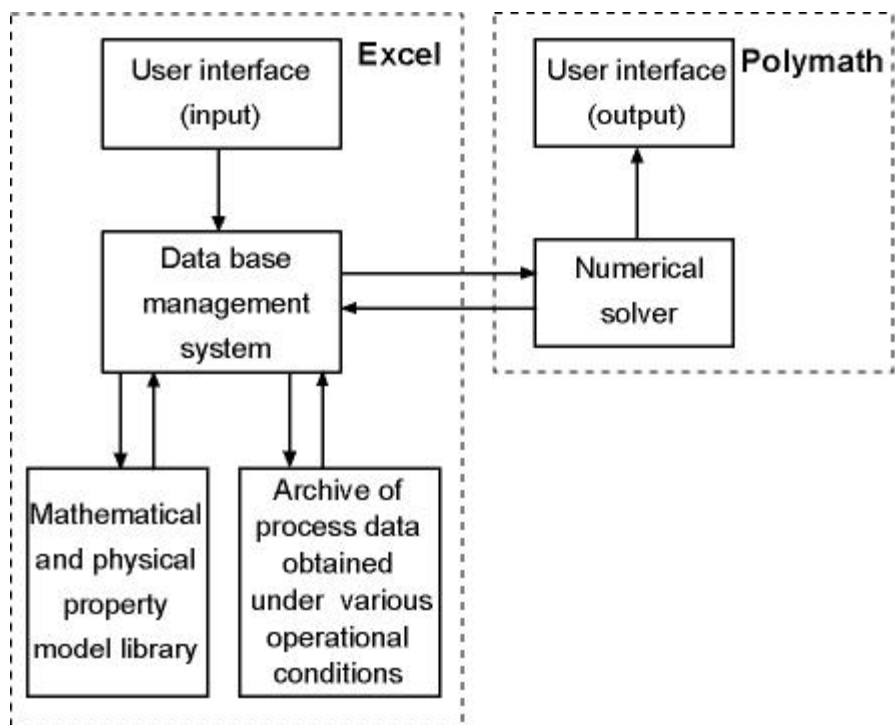 Excel
User interface
(input)
Data base
management
system
Mathematical
and physical
property
model library
Archive of
process data
obtained
under various
operational
conditions
Polymath
User interface
(output)
Numerical
solver